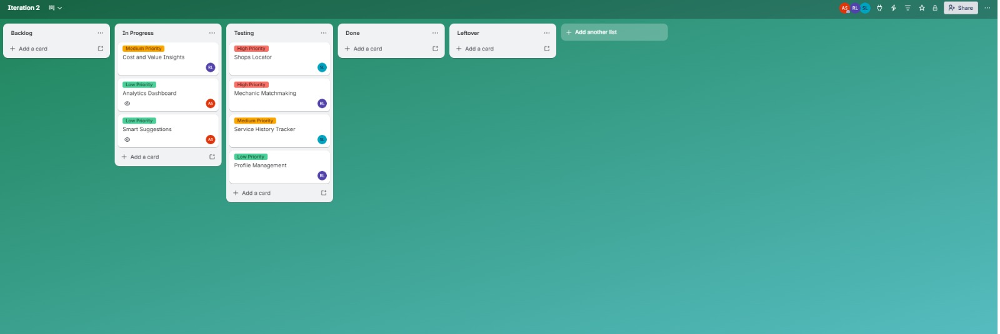 Iteration 2
AS RL SL
Share
Backlog
Add a card
In Progress
Medium Priority
Cost and Value Insights
RL
Low Priority
Analytics Dashboard
AS
Low Priority
Smart Suggestions
AS
Add a card
Testing
High Priority
Shops Locator
SL
High Priority
Mechanic Matchmaking
RL
Medium Priority
Service History Tracker
SL
Low Priority
Profile Management
RL
Add a card
Done
Add a card
Leftover
Add a card
Add another list